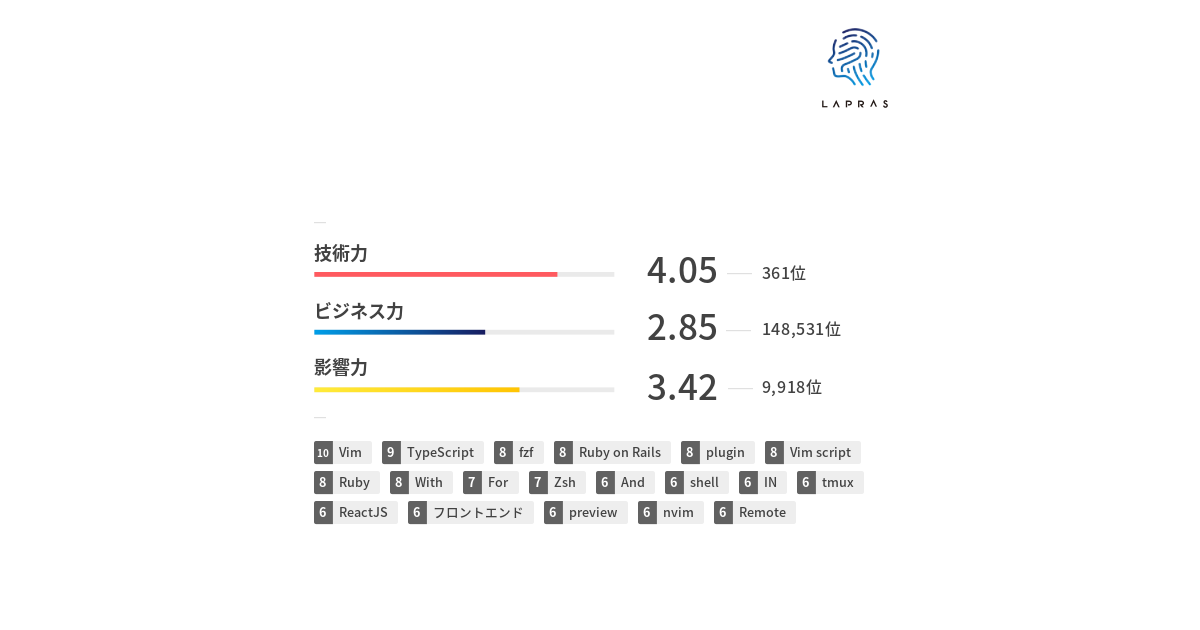 LAPRAS
技術力
4.05 361位
ビジネス力
2.85 148,531位
影響力
3.42 9,918位
10 Vim 9 TypeScript 8 fzf 8 Ruby on Rails 8 plugin 8 Vim script
8 Ruby 8 With 7 For 7 Zsh 6 And 6 shell 6 IN 6 tmux
6 ReactJS 6 フロントエンド 6 preview 6 nvim 6 Remote